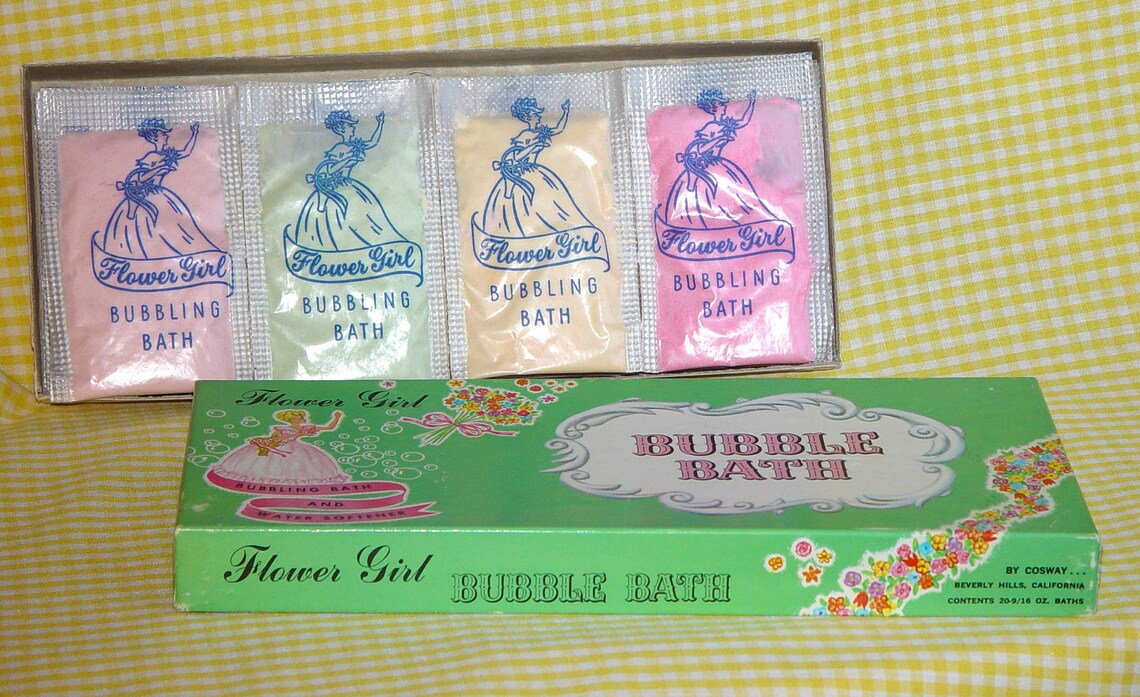 Flower Girl
BUBBLING
BATH
Flower Girl
BUBBLING
BATH
Flower Girl
BUBBLING
BATH
Flower Girl
BUBBLING
BATH
Flower Girl
BUBBLING BATH
AND
WATER SOFTENER
BUBBLE
BATH
Flower Girl
BUBBLE BATH
BY COSWAY...
BEVERLY HILLS, CALIFORNIA
CONTENTS 20-9/16 OZ. BATHS